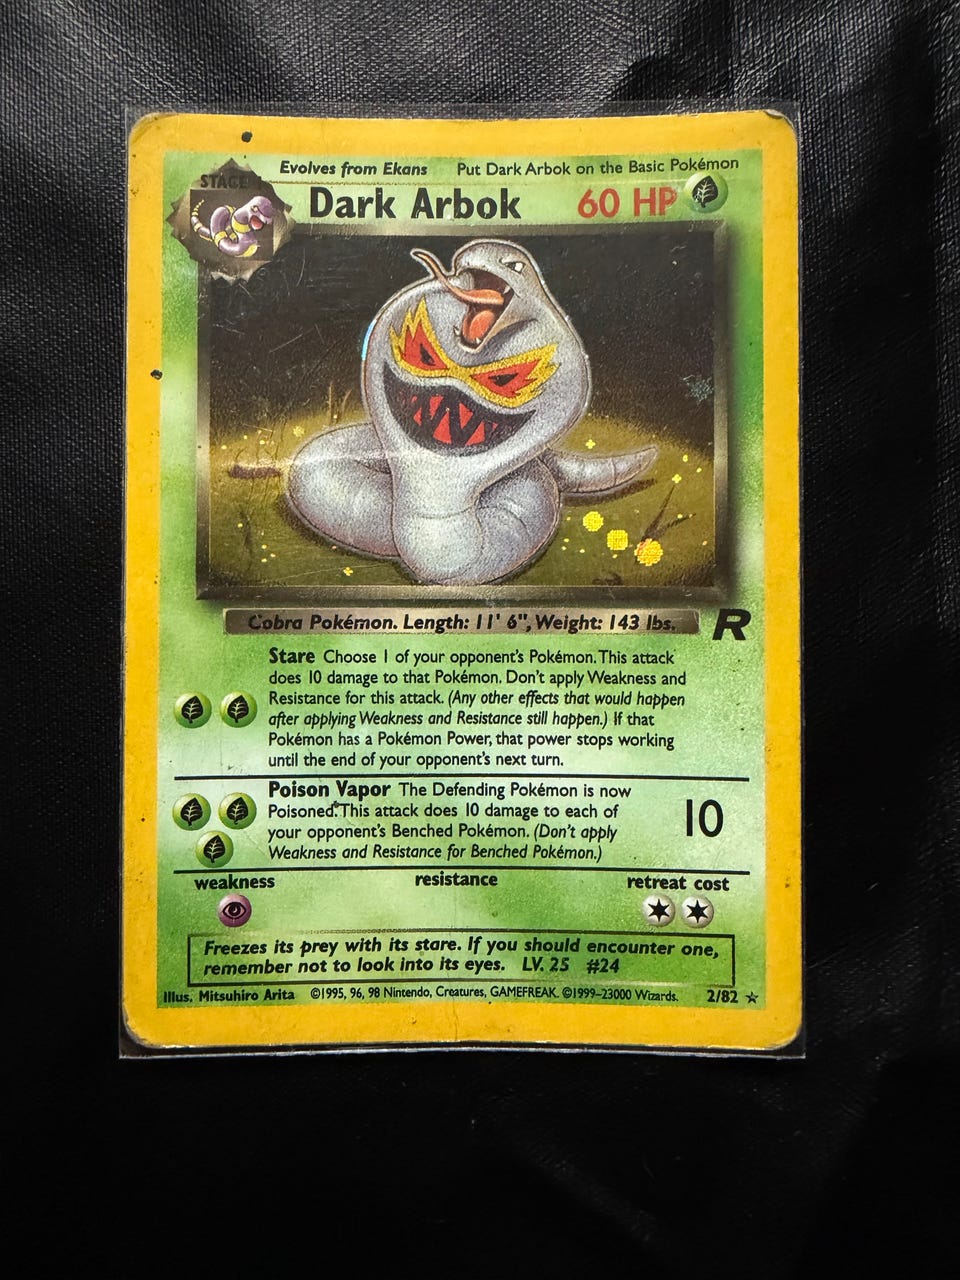 STAGE 1
Evolves from Ekans Put Dark Arbok on the Basic Pokémon
Dark Arbok 60 HP
Cobra Pokémon. Length: 11' 6", Weight: 143 lbs.
R
Stare Choose 1 of your opponent's Pokémon. This attack
does 10 damage to that Pokémon. Don't apply Weakness and
Resistance for this attack. (Any other effects that would happen
after applying Weakness and Resistance still happen.) If that
Pokémon has a Pokémon Power, that power stops working
until the end of your opponent's next turn.
Poison Vapor The Defending Pokémon is now
Poisoned. This attack does 10 damage to each of
your opponent's Benched Pokémon. (Don't apply
Weakness and Resistance for Benched Pokémon.)
10
weakness resistance retreat cost
Freezes its prey with its stare. If you should encounter one,
remember not to look into its eyes. LV. 25 #24
Illus. Mitsuhiro Arita ©1995, 96, 98 Nintendo, Creatures, GAMEFREAK. ©1999–23000 Wizards. 2/82 ★